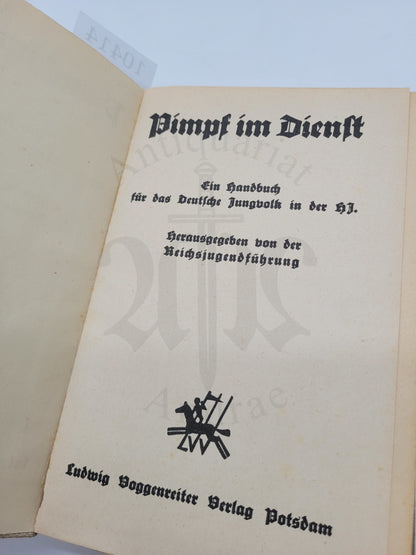 10414
Pimpf im Dienst
Antiquariat
Ein Handbuch
für das Deutsche Jungvolk in der HJ.
Herausgegeben von der
Reichsjugendführung
LVV
Ludwig Voggenreiter Verlag Potsdam